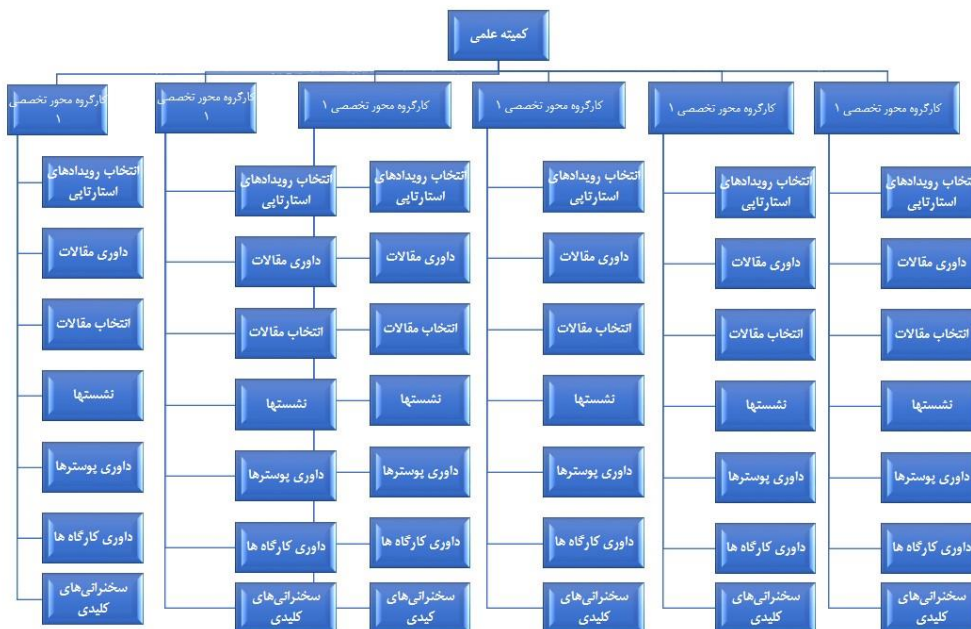 کمیته علمی
کارگروه محور تخصصی ۱
کارگروه محور تخصصی ۱
کارگروه محور تخصصی ۱
کارگروه محور تخصصی ۱
کارگروه محور تخصصی
۱
کارگروه محور تخصصی
۱
انتخاب رویدادهای
استارتاپی
داوری مقالات
انتخاب مقالات
نشستها
داوری پوسترها
داوری کارگاه ها
سخنرانی‌های
کلیدی
انتخاب رویدادهای
استارتاپی
داوری مقالات
انتخاب مقالات
نشستها
داوری پوسترها
داوری کارگاه ها
سخنرانی‌های
کلیدی
انتخاب رویدادهای
استارتاپی
داوری مقالات
انتخاب مقالات
نشستها
داوری پوسترها
داوری کارگاه ها
سخنرانی‌های
کلیدی
انتخاب رویدادهای
استارتاپی
داوری مقالات
انتخاب مقالات
نشستها
داوری پوسترها
داوری کارگاه ها
سخنرانی‌های
کیدی
انتخاب رویدادهای
استارتاپی
داوری مقالات
انتخاب مقالات
نشستها
داوری پوسترها
داوری کارگاه ها
سخنرانی‌های
کلیدی
انتخاب رویدادهای
استارتاپی
داوری مقالات
انتخاب مقالات
نشستها
داوری پوسترها
داوری کارگاه ها
سخنرانی‌های
کلیدی